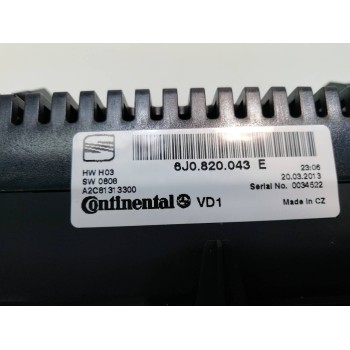 6J0.820.043 E
HW H03 23:06
SW 0808 20.03.2013
A2C81313300 Serial No. 0034522
Continental VD1 Made in CZ